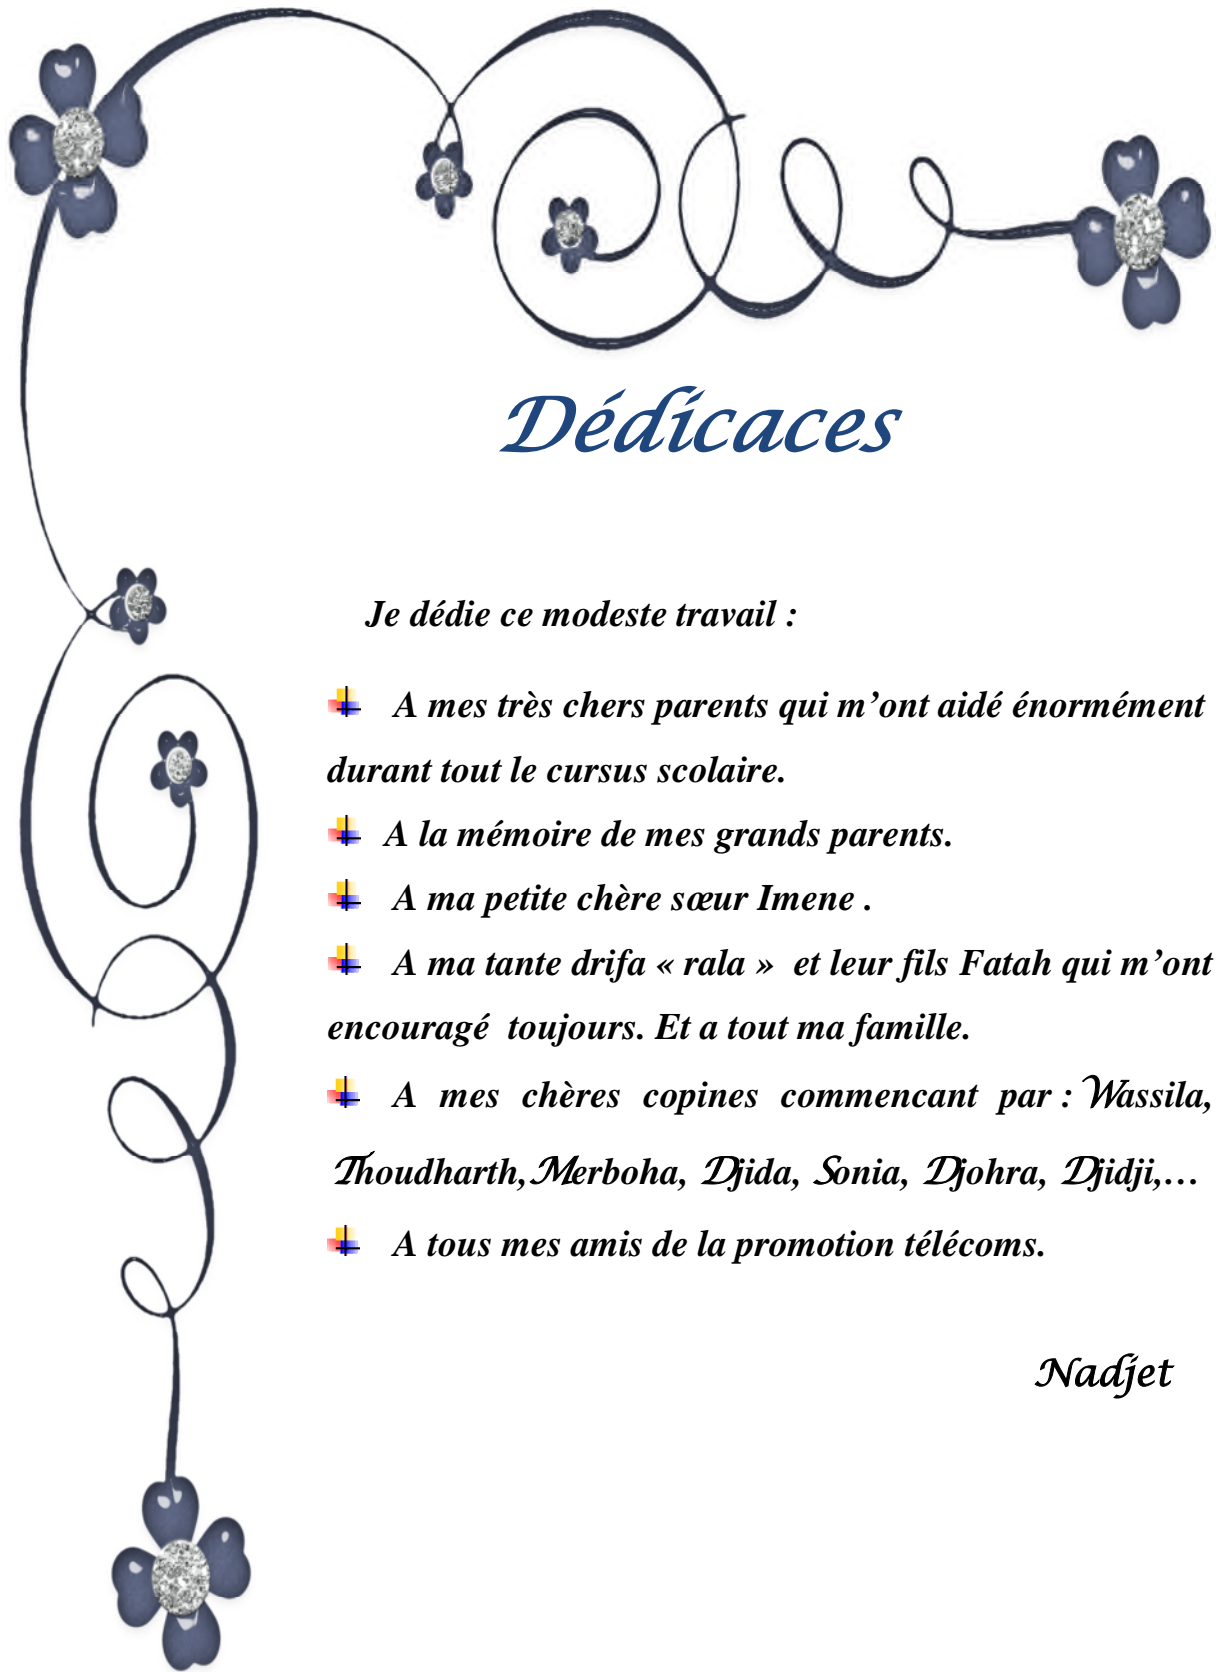 Dédicaces
Je dédie ce modeste travail :
A mes très chers parents qui m’ont aidé énormément
durant tout le cursus scolaire.
A la mémoire de mes grands parents.
A ma petite chère sœur Imene .
A ma tante drifa « rala » et leur fils Fatah qui m’ont
encouragé toujours. Et a tout ma famille.
A mes chères copines commencant par : Wassila,
Thoudharth, Merboha, Djida, Sonia, Djohra, Djidji,…
A tous mes amis de la promotion télécoms.
Nadjet